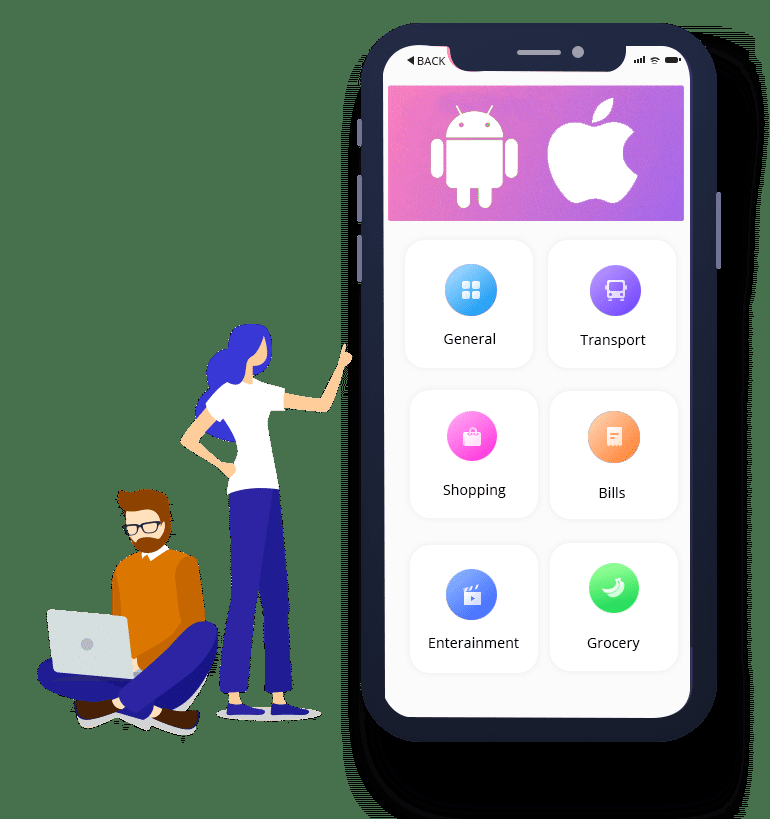 BACK
General
Transport
Shopping
Bills
Enterainment
Grocery